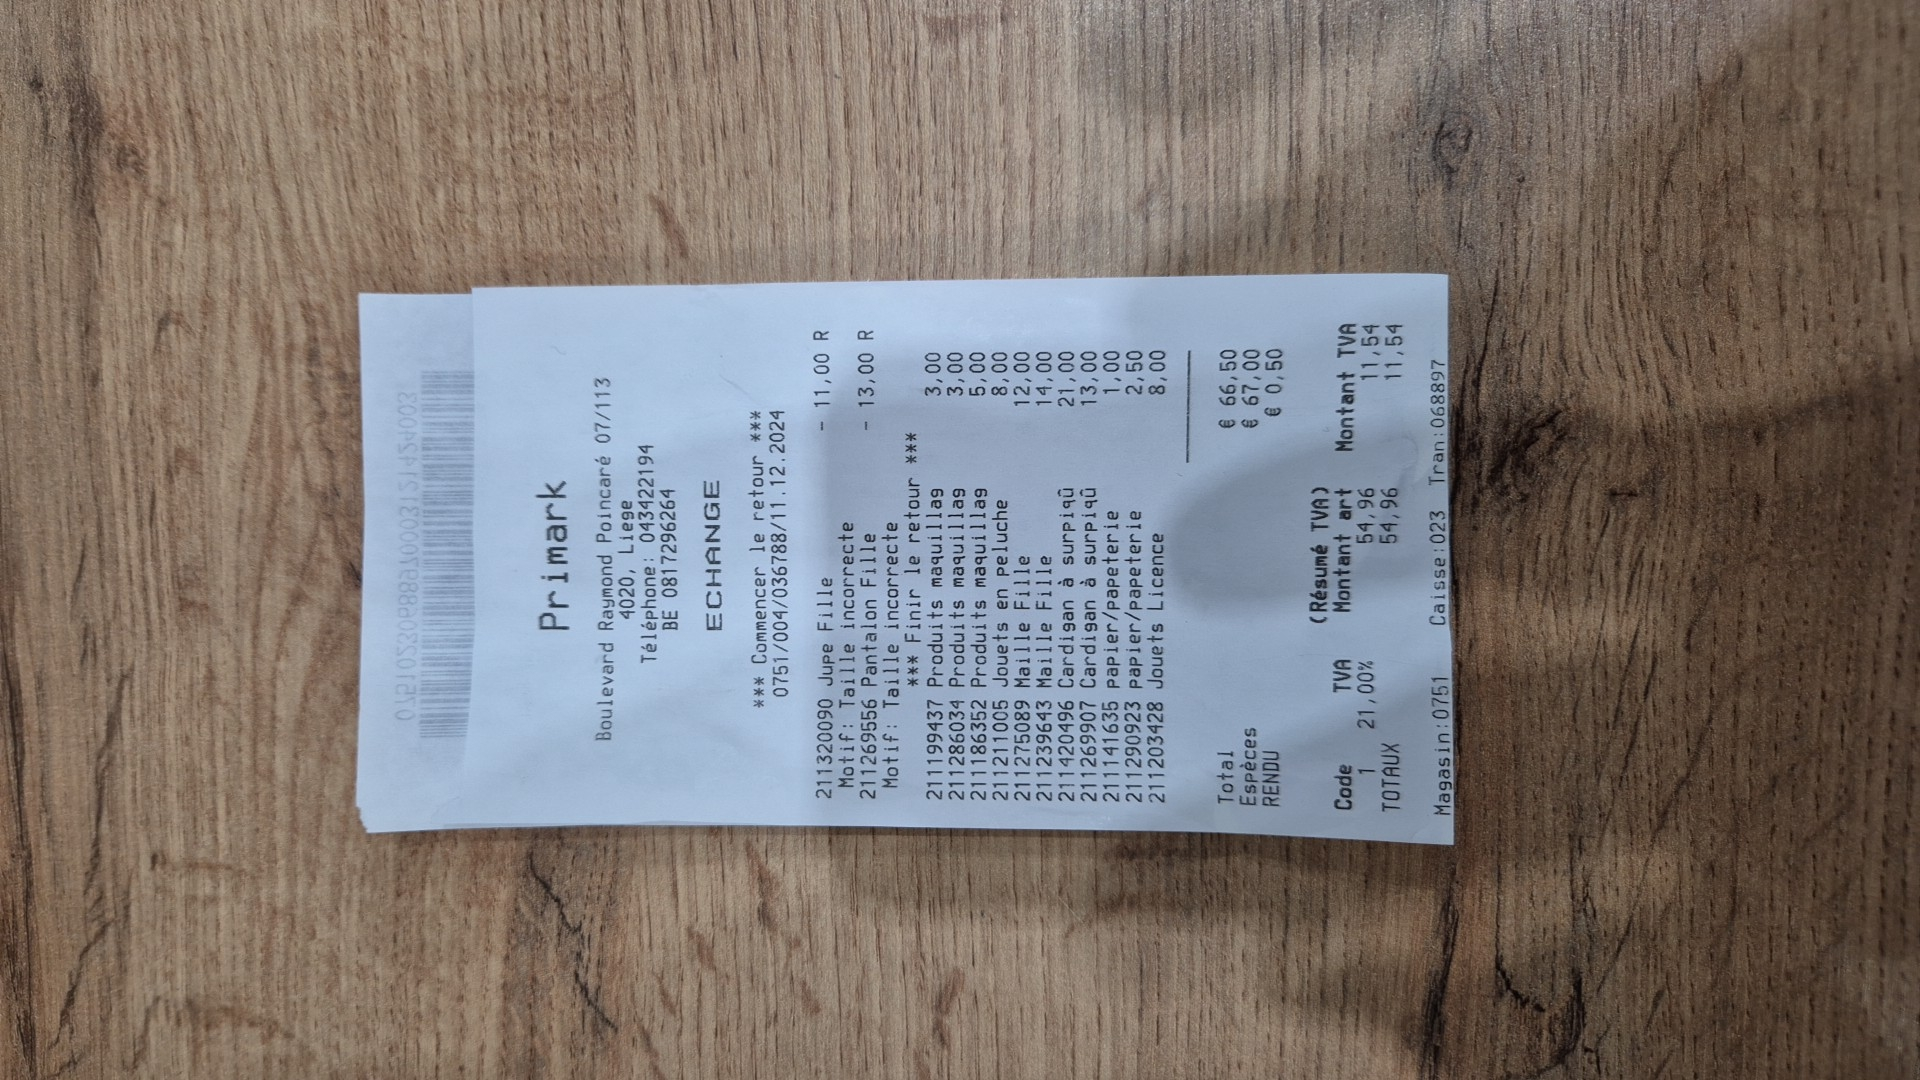 Primark
Boulevard Raymond Poincaré 07/113
4020, Liege
Téléphone: 043422194
BE 0817296264
ECHANGE
*** Commencer le retour ***
0751/004/036788/11.12.2024
211320090 Jupe Fille - 11,00 R
Motif: Taille incorrecte
211269556 Pantalon Fille - 13,00 R
Motif: Taille incorrecte
*** Finir le retour ***
211199437 Produits maquillag 3,00
211286034 Produits maquillag 3,00
211186352 Produits maquillag 5,00
211211005 Jouets en peluche 8,00
211275089 Maille Fille 12,00
211239643 Maille Fille 14,00
211420496 Cardigan à surpiqû 21,00
211269907 Cardigan à surpiqû 13,00
211141635 Papier/Papeterie 1,00
211290923 Papier/Papeterie 2,50
211203428 Jouets Licence 8,00
Total € 66,50
Espèces € 67,00
RENDU € 0,50
(Résumé TVA)
Code TVA Montant art Montant TVA
1 21,00% 54,96 11,54
TOTAUX 54,96 11,54
Magasin:0751 Caisse:023 Tran:068897